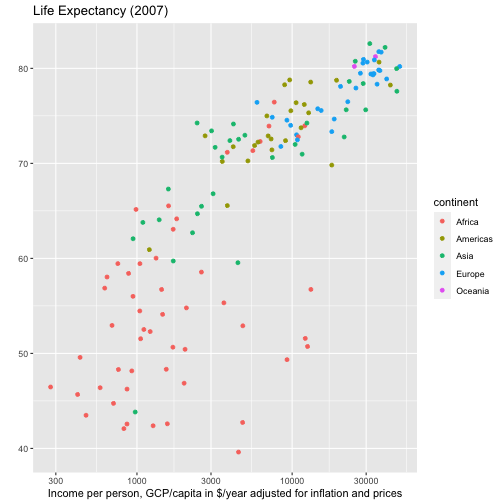 Life Expectancy (2007)
80
70
60
50
40
300
1000
3000
10000
30000
Income per person, GCP/capita in $/year adjusted for inflation and prices
continent
Africa
Americas
Asia
Europe
Oceania